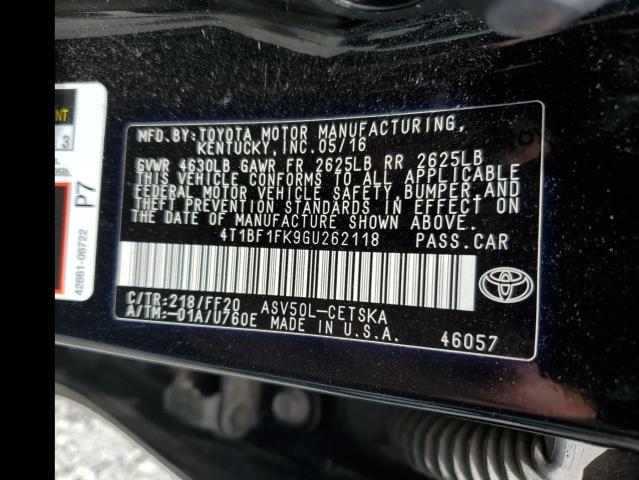 MFD.BY:TOYOTA MOTOR MANUFACTURING,
KENTUCKY, INC.05/16
GVWR 4630LB GAWR FR 2625LB RR 2625LB
THIS VEHICLE CONFORMS TO ALL APPLICABLE
FEDERAL MOTOR VEHICLE SAFETY, BUMPER, AND
THEFT PREVENTION STANDARDS IN EFFECT ON
THE DATE OF MANUFACTURE SHOWN ABOVE.
4T1BF1FK9GU262118 PASS.CAR
C/TR:218/FF20 ASV50L-CETSKA
A/TM:-01A/U760E MADE IN U.S.A.
46057
P7
42661-06722
3